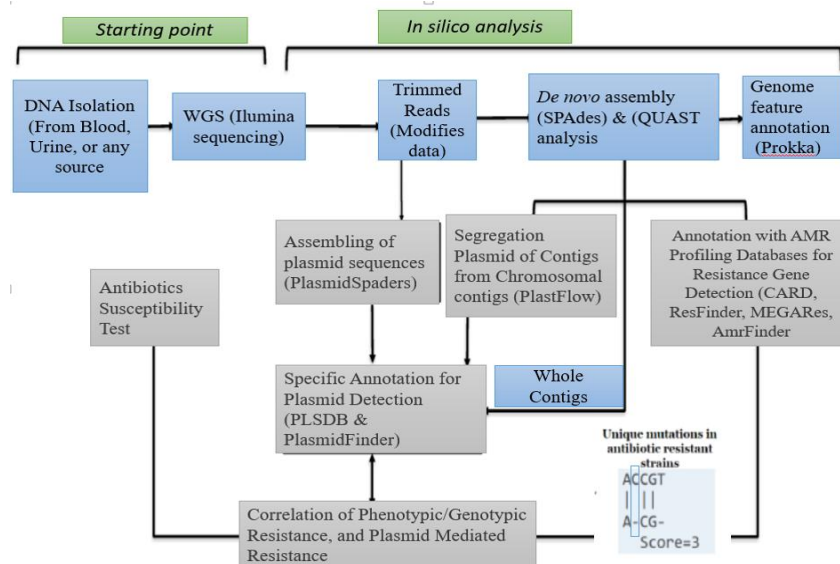 Starting point
In silico analysis
DNA Isolation
(From Blood,
Urine, or any
source
WGS (Ilumina
sequencing)
Trimmed
Reads
(Modifies
data)
De novo assembly
(SPAdes) & (QUAST
analysis
Genome
feature
annotation
(Prokka)
Assembling of
plasmid sequences
(PlasmidSpaders)
Segregation
Plasmid of Contigs
from Chromosomal
contigs (PlastFlow)
Annotation with AMR
Profiling Databases for
Resistance Gene
Detection (CARD,
ResFinder, MEGARes,
AmrFinder
Antibiotics
Susceptibility
Test
Specific Annotation for
Plasmid Detection
(PLSDB &
PlasmidFinder)
Whole
Contigs
Unique mutations in
antibiotic resistant
strains
ACCGT
| ||
A-CG-
Score=3
Correlation of Phenotypic/Genotypic
Resistance, and Plasmid Mediated
Resistance